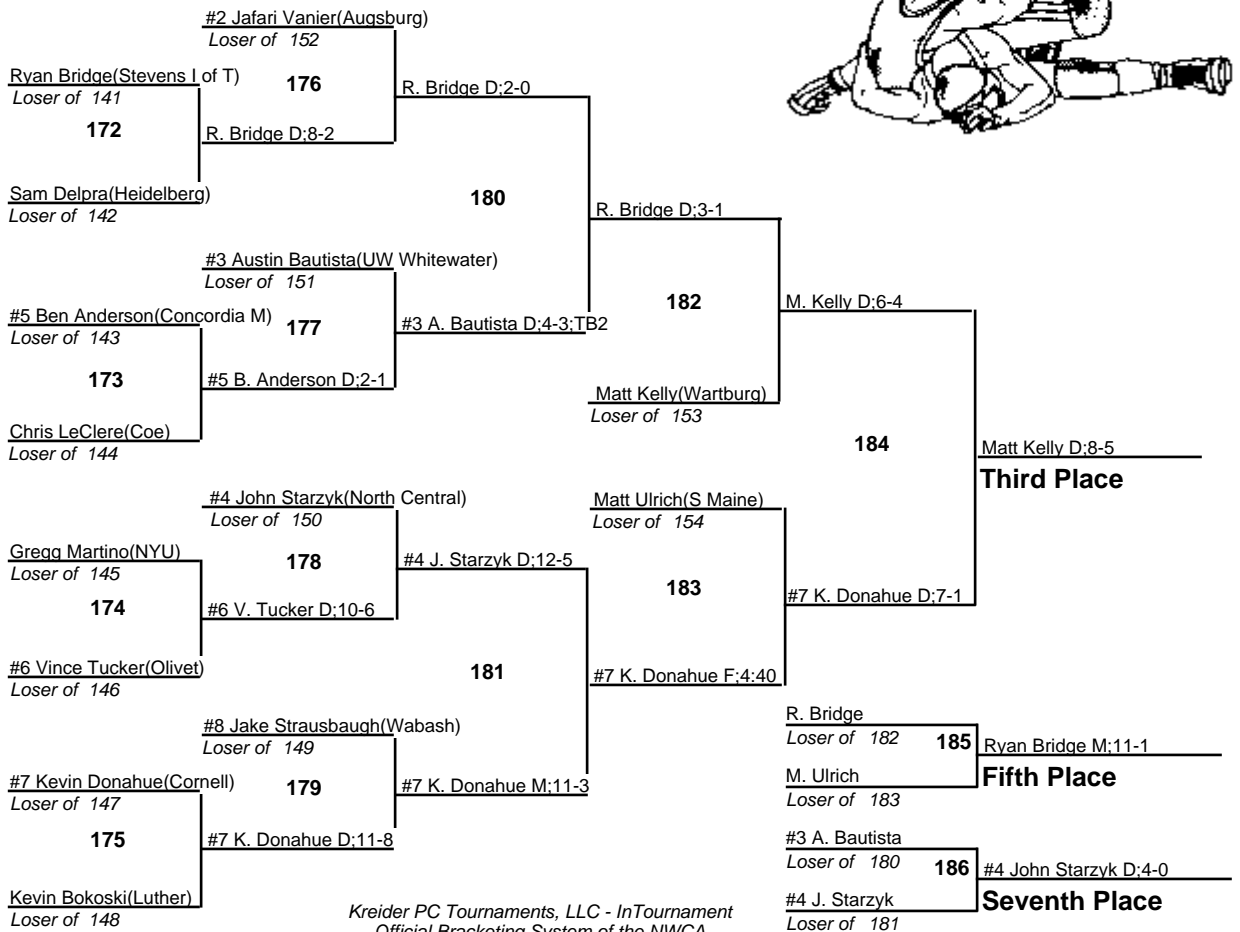 #2 Jafari Vanier(Augsburg)
Loser of 152
Ryan Bridge(Stevens I of T)
Loser of 141
176
R. Bridge D;2-0
172
R. Bridge D;8-2
Sam Delpra(Heidelberg)
Loser of 142
180
R. Bridge D;3-1
#3 Austin Bautista(UW Whitewater)
Loser of 151
#5 Ben Anderson(Concordia M)
Loser of 143
177
#3 A. Bautista D;4-3;TB2
182
M. Kelly D;6-4
173
#5 B. Anderson D;2-1
Matt Kelly(Wartburg)
Loser of 153
Chris LeClere(Coe)
Loser of 144
184
Matt Kelly D;8-5
Third Place
#4 John Starzyk(North Central)
Loser of 150
Matt Ulrich(S Maine)
Loser of 154
Gregg Martino(NYU)
Loser of 145
178
#4 J. Starzyk D;12-5
183
#7 K. Donahue D;7-1
174
#6 V. Tucker D;10-6
#6 Vince Tucker(Olivet)
Loser of 146
181
#7 K. Donahue F;4:40
#8 Jake Strausbaugh(Wabash)
Loser of 149
#7 Kevin Donahue(Cornell)
Loser of 147
179
#7 K. Donahue M;11-3
175
#7 K. Donahue D;11-8
Kevin Bokoski(Luther)
Loser of 148
R. Bridge
Loser of 182
185
Ryan Bridge M;11-1
Fifth Place
M. Ulrich
Loser of 183
#3 A. Bautista
Loser of 180
186
#4 John Starzyk D;4-0
Seventh Place
#4 J. Starzyk
Loser of 181
Kreider PC Tournaments, LLC - InTournament
Official Bracketing System of the NWCA